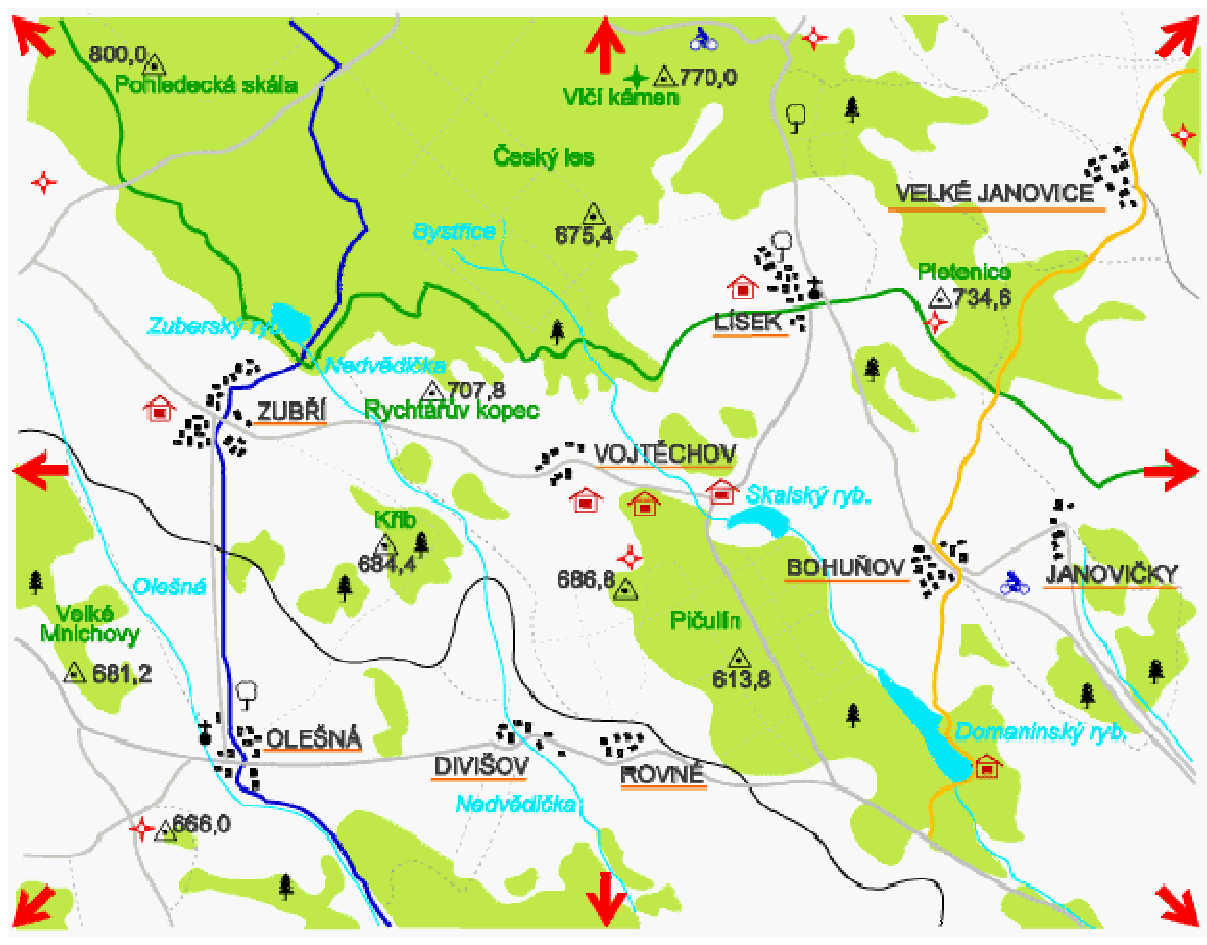 800,0
Pohledecká skála
770,0
Vlčí kámen
Český les
VELKÉ JANOVICE
Bystřice
675,4
Pletenice
734,6
LÍSEK
Zuberský ryb.
Nedvědička
707,8
Rychtářův kopec
ZUBŘÍ
VOJTĚCHOV
Skalský ryb.
Křib
684,4
BOHUŇOV
JANOVIČKY
686,8
Olešná
Velké
Mnichovy
Pičulín
681,2
613,8
OLEŠNÁ
Domanínský ryb.
DIVIŠOV
ROVNÉ
Nedvědička
666,0